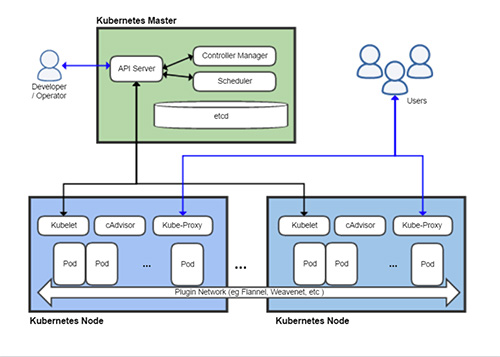 Kubernetes Master
API Server
Controller Manager
Scheduler
etcd
Developer
/ Operator
Users
Kubelet
cAdvisor
Kube-Proxy
Pod
Pod
...
Pod
Kubernetes Node
...
Kubelet
cAdvisor
Kube-Proxy
Pod
Pod
...
Pod
Plugin Network (eg Flannel, Weavenet, etc )
Kubernetes Node